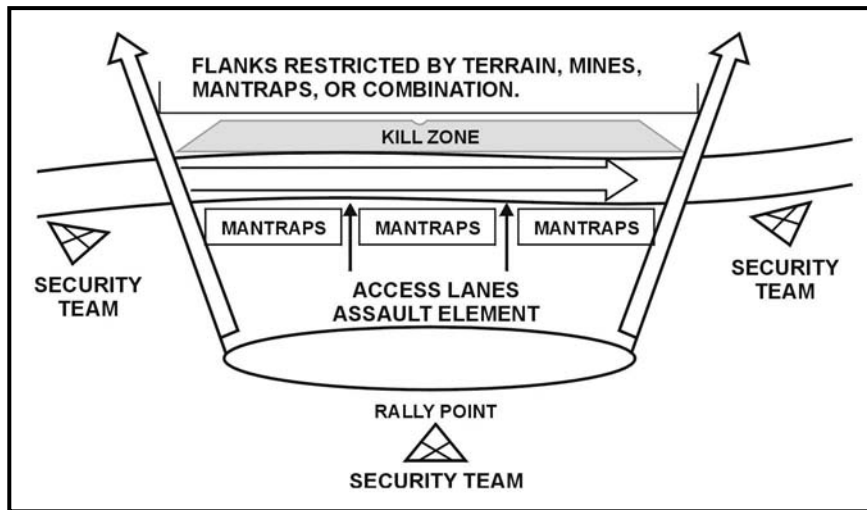 FLANKS RESTRICTED BY TERRAIN, MINES,
MANTRAPS, OR COMBINATION.
KILL ZONE
MANTRAPS
MANTRAPS
MANTRAPS
SECURITY
TEAM
ACCESS LANES
ASSAULT ELEMENT
SECURITY
TEAM
RALLY POINT
SECURITY TEAM